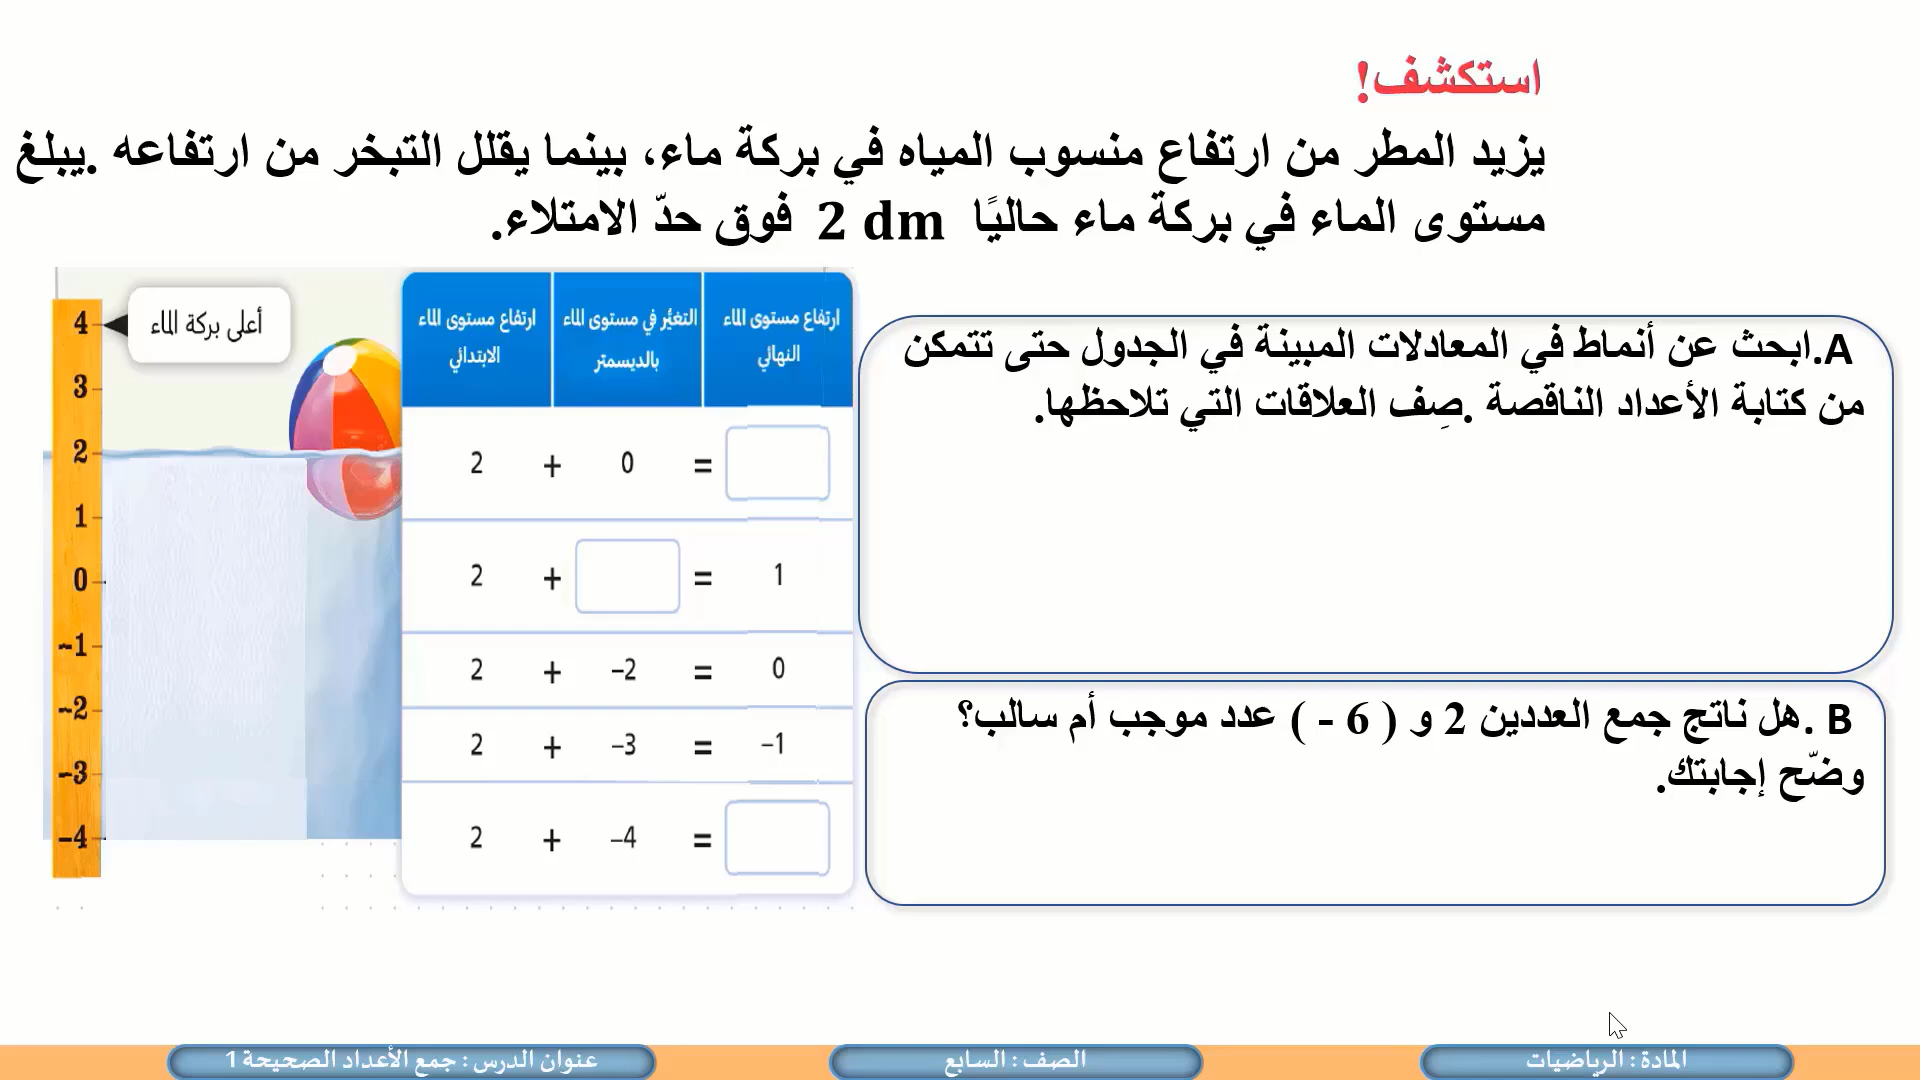 استكشف!
يزيد المطر من ارتفاع منسوب المياه في بركة ماء، بينما يقلل التبخر من ارتفاعه .يبلغ
مستوى الماء في بركة ماء حاليًا 2 dm فوق حدّ الامتلاء.
A.ابحث عن أنماط في المعادلات المبينة في الجدول حتى تتمكن
من كتابة الأعداد الناقصة .صِف العلاقات التي تلاحظها.
B .هل ناتج جمع العددين 2 و ( 6 - ) عدد موجب أم سالب؟
وضّح إجابتك.
أعلى بركة الماء
4
3
2
1
0
-1
-2
-3
-4
ارتفاع مستوى الماء الابتدائي
التغيُّر في مستوى الماء بالديسمتر
ارتفاع مستوى الماء النهائي
2 + 0 =
2 + = 1
2 + –2 = 0
2 + –3 = –1
2 + –4 =
المادة : الرياضيات
الصف : السابع
عنوان الدرس : جمع الأعداد الصحيحة 1